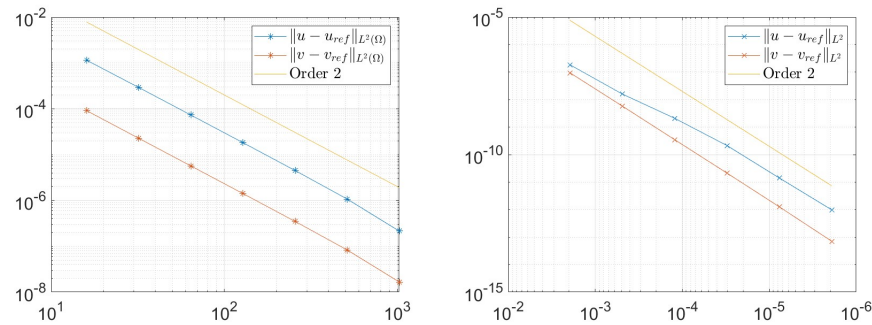 10^-2
10^-4
10^-6
10^-8
10^1
10^2
10^3
‖u − u_ref‖_L²(Ω)
‖v − v_ref‖_L²(Ω)
Order 2
10^-5
10^-10
10^-15
10^-2
10^-3
10^-4
10^-5
10^-6
‖u − u_ref‖_L²
‖v − v_ref‖_L²
Order 2